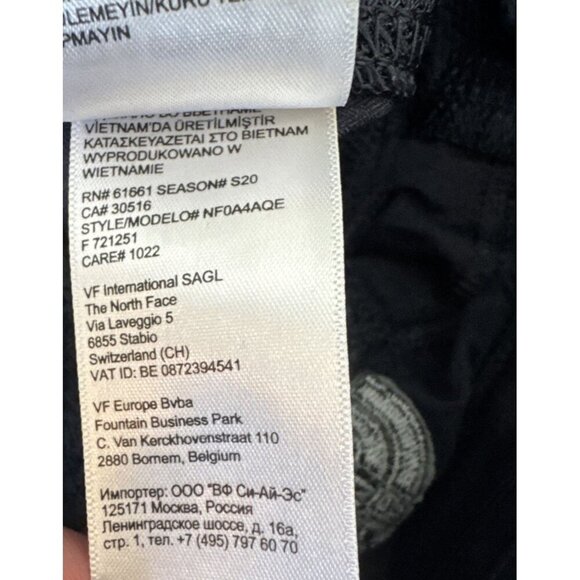 VİETNAM'DA ÜRETİLMİŞTİR
ΚΑΤΑΣΚΕΥΑΖΕΤΑΙ ΣΤΟ ΒΙΕΤΝΑΜ
WYPRODUKOWANO W
WIETNAMIE
RN# 61661 SEASON# S20
CA# 30516
STYLE/MODELO# NF0A4AQE
F 721251
CARE# 1022
VF International SAGL
The North Face
Via Laveggio 5
6855 Stabio
Switzerland (CH)
VAT ID: BE 0872394541
VF Europe Bvba
Fountain Business Park
C. Van Kerckhovenstraat 110
2880 Bornem, Belgium
Импортер: ООО "ВФ Си-Ай-Эс"
125171 Москва, Россия
Ленинградское шоссе, д. 16а,
стр. 1, тел. +7 (495) 797 60 70